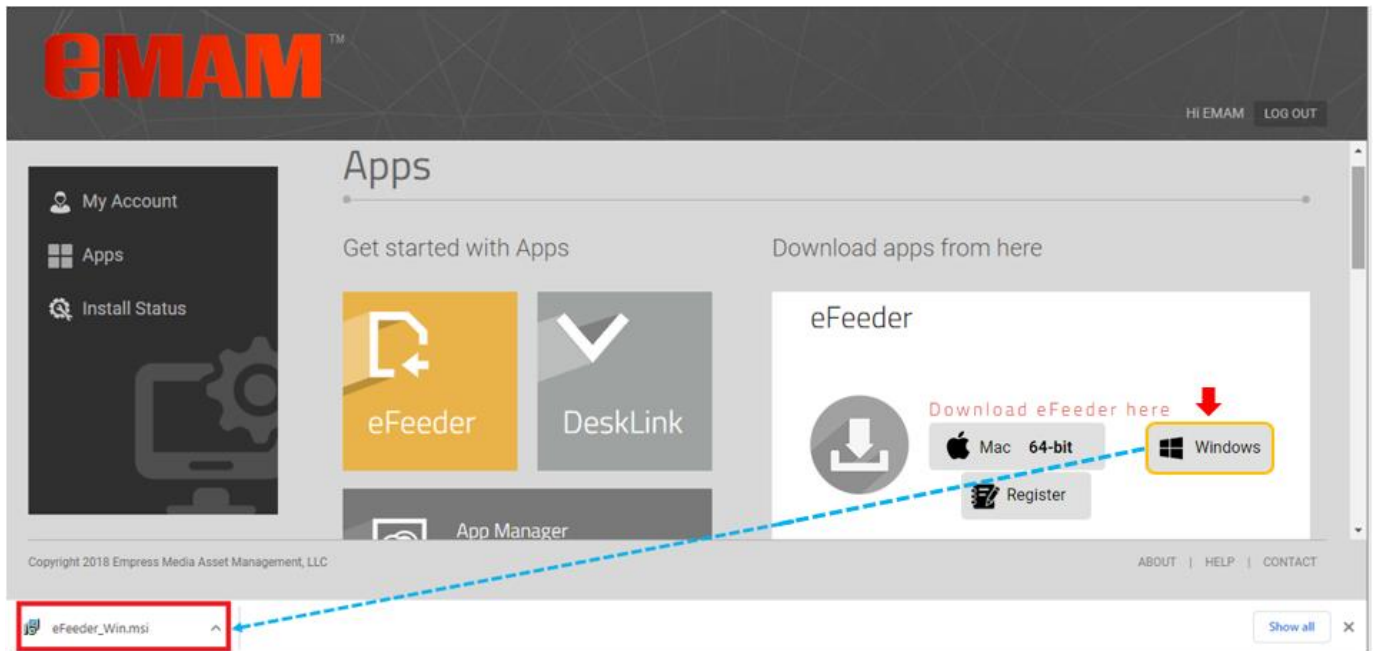 eMAM™
Hi EMAM LOG OUT
My Account
Apps
Install Status
Apps
Get started with Apps
eFeeder
DeskLink
App Manager
Download apps from here
eFeeder
Download eFeeder here
Mac 64-bit
Windows
Register
Copyright 2018 Empress Media Asset Management, LLC
ABOUT | HELP | CONTACT
eFeeder_Win.msi
Show all